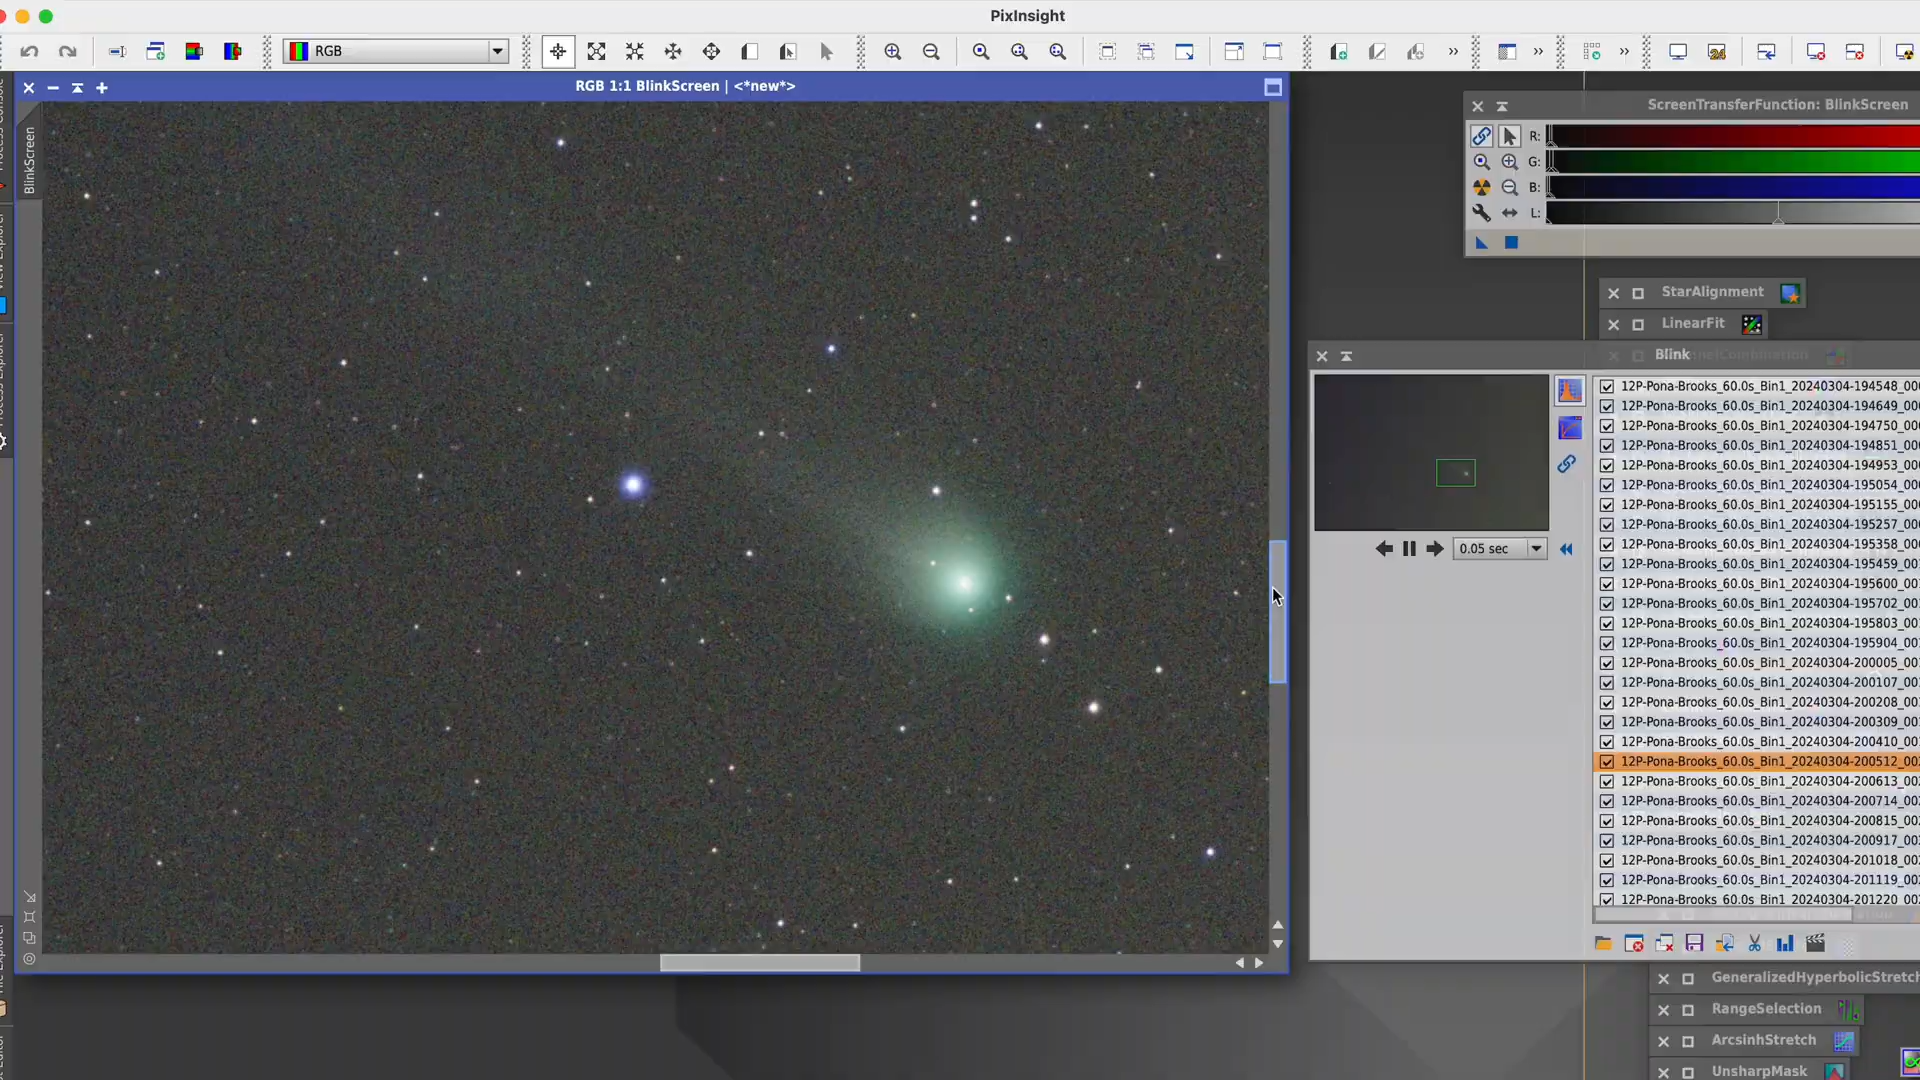 PixInsight
RGB
RGB 1:1 BlinkScreen | <*new*>
BlinkScreen
ScreenTransferFunction: BlinkScreen
R:
G:
B:
L:
StarAlignment
LinearFit
Blink
0.05 sec
12P-Pona-Brooks_60.0s_Bin1_20240304-194548_00
12P-Pona-Brooks_60.0s_Bin1_20240304-194649_00
12P-Pona-Brooks_60.0s_Bin1_20240304-194750_00
12P-Pona-Brooks_60.0s_Bin1_20240304-194851_00
12P-Pona-Brooks_60.0s_Bin1_20240304-194953_00
12P-Pona-Brooks_60.0s_Bin1_20240304-195054_00
12P-Pona-Brooks_60.0s_Bin1_20240304-195155_00
12P-Pona-Brooks_60.0s_Bin1_20240304-195257_00
12P-Pona-Brooks_60.0s_Bin1_20240304-195358_00
12P-Pona-Brooks_60.0s_Bin1_20240304-195459_00
12P-Pona-Brooks_60.0s_Bin1_20240304-195600_00
12P-Pona-Brooks_60.0s_Bin1_20240304-195702_00
12P-Pona-Brooks_60.0s_Bin1_20240304-195803_00
12P-Pona-Brooks_60.0s_Bin1_20240304-195904_00
12P-Pona-Brooks_60.0s_Bin1_20240304-200005_00
12P-Pona-Brooks_60.0s_Bin1_20240304-200107_00
12P-Pona-Brooks_60.0s_Bin1_20240304-200208_00
12P-Pona-Brooks_60.0s_Bin1_20240304-200309_00
12P-Pona-Brooks_60.0s_Bin1_20240304-200410_00
12P-Pona-Brooks_60.0s_Bin1_20240304-200512_00
12P-Pona-Brooks_60.0s_Bin1_20240304-200613_00
12P-Pona-Brooks_60.0s_Bin1_20240304-200714_00
12P-Pona-Brooks_60.0s_Bin1_20240304-200815_00
12P-Pona-Brooks_60.0s_Bin1_20240304-200917_00
12P-Pona-Brooks_60.0s_Bin1_20240304-201018_00
12P-Pona-Brooks_60.0s_Bin1_20240304-201119_00
12P-Pona-Brooks_60.0s_Bin1_20240304-201220_00
GeneralizedHyperbolicStretch
RangeSelection
ArcsinhStretch
UnsharpMask